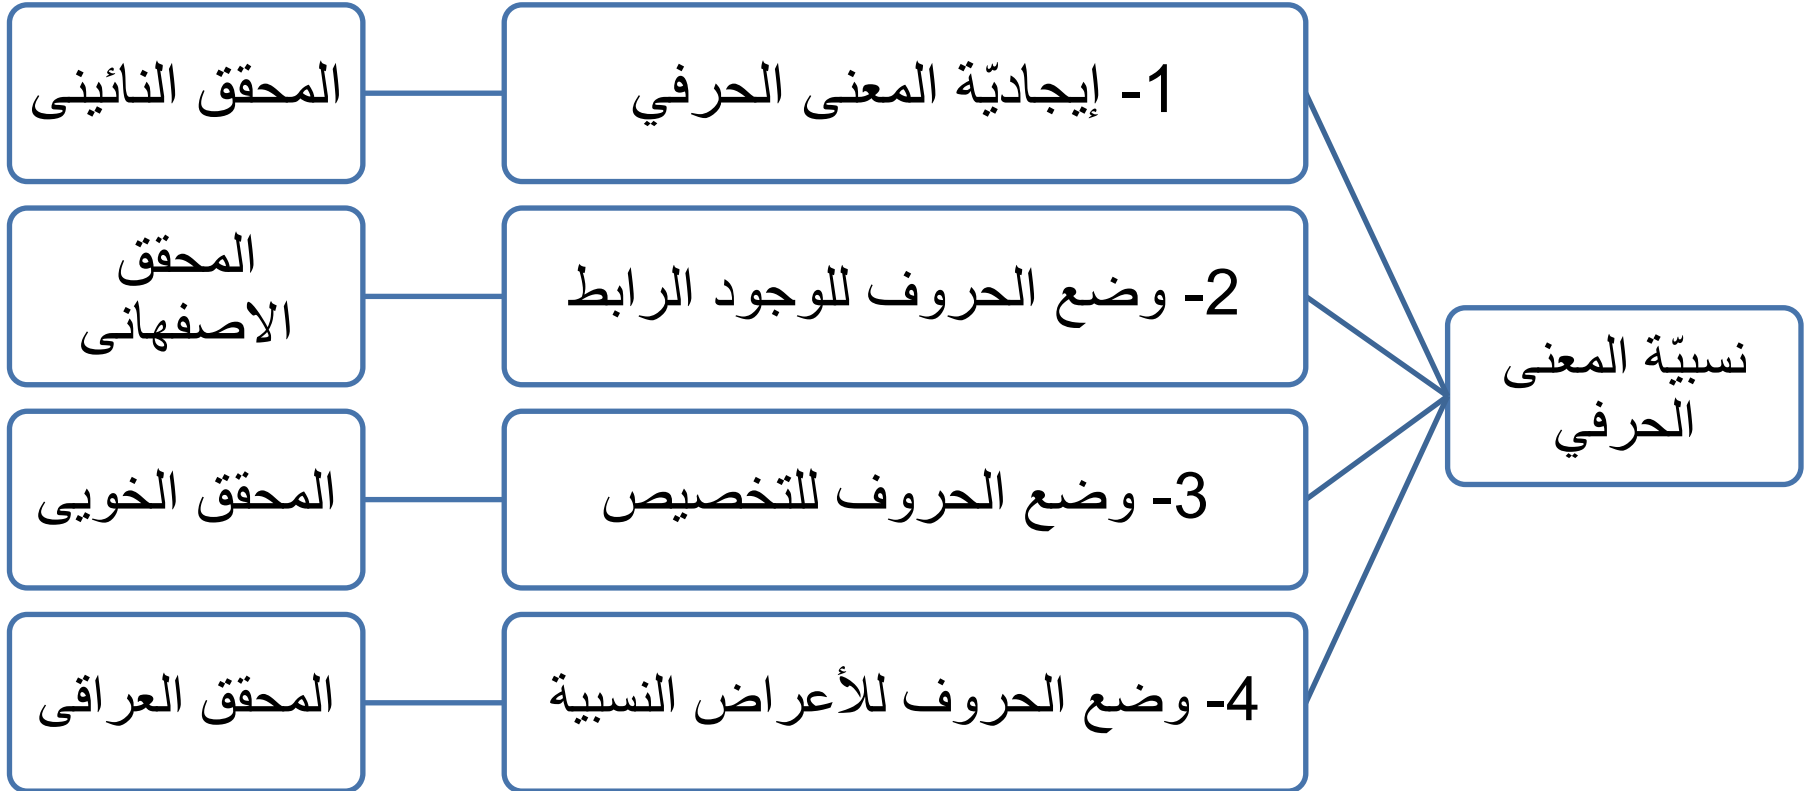 نسبيّة المعنى
الحرفي
1- إيجاديّة المعنى الحرفي
المحقق النائينى
2- وضع الحروف للوجود الرابط
المحقق
الاصفهانى
3- وضع الحروف للتخصيص
المحقق الخويى
4- وضع الحروف للأعراض النسبية
المحقق العراقى